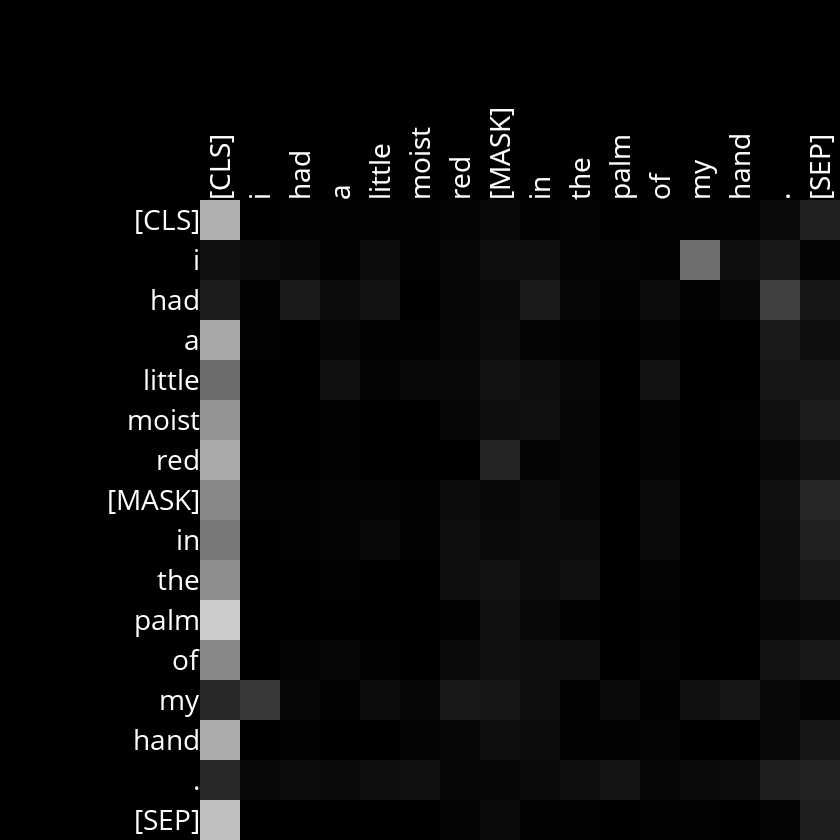 [CLS] i had a little moist red [MASK] in the palm of my hand . [SEP]
[CLS]
i
had
a
little
moist
red
[MASK]
in
the
palm
of
my
hand
.
[SEP]